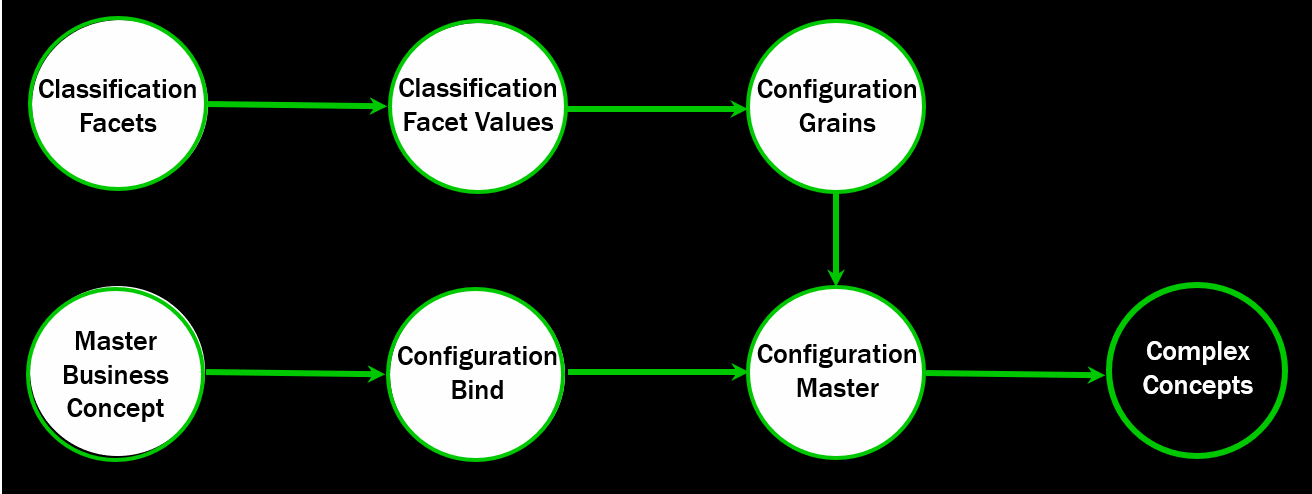 Classification
Facets
Classification
Facet Values
Configuration
Grains
Master
Business
Concept
Configuration
Bind
Configuration
Master
Complex
Concepts